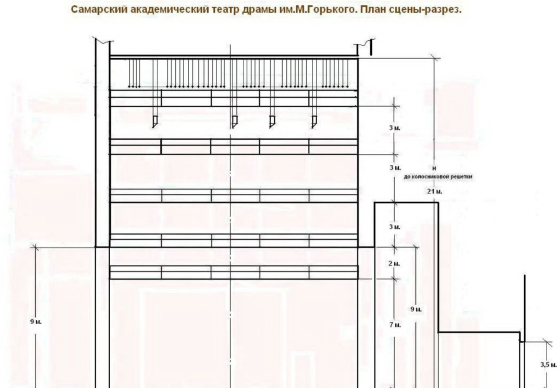 Самарский академический театр драмы им.М.Горького. План сцены-разрез.
3 м.
3 м.
н
до колосниковой решетки
21 м.
3 м.
2 м.
9 м.
9 м.
7 м.
3,5 м.